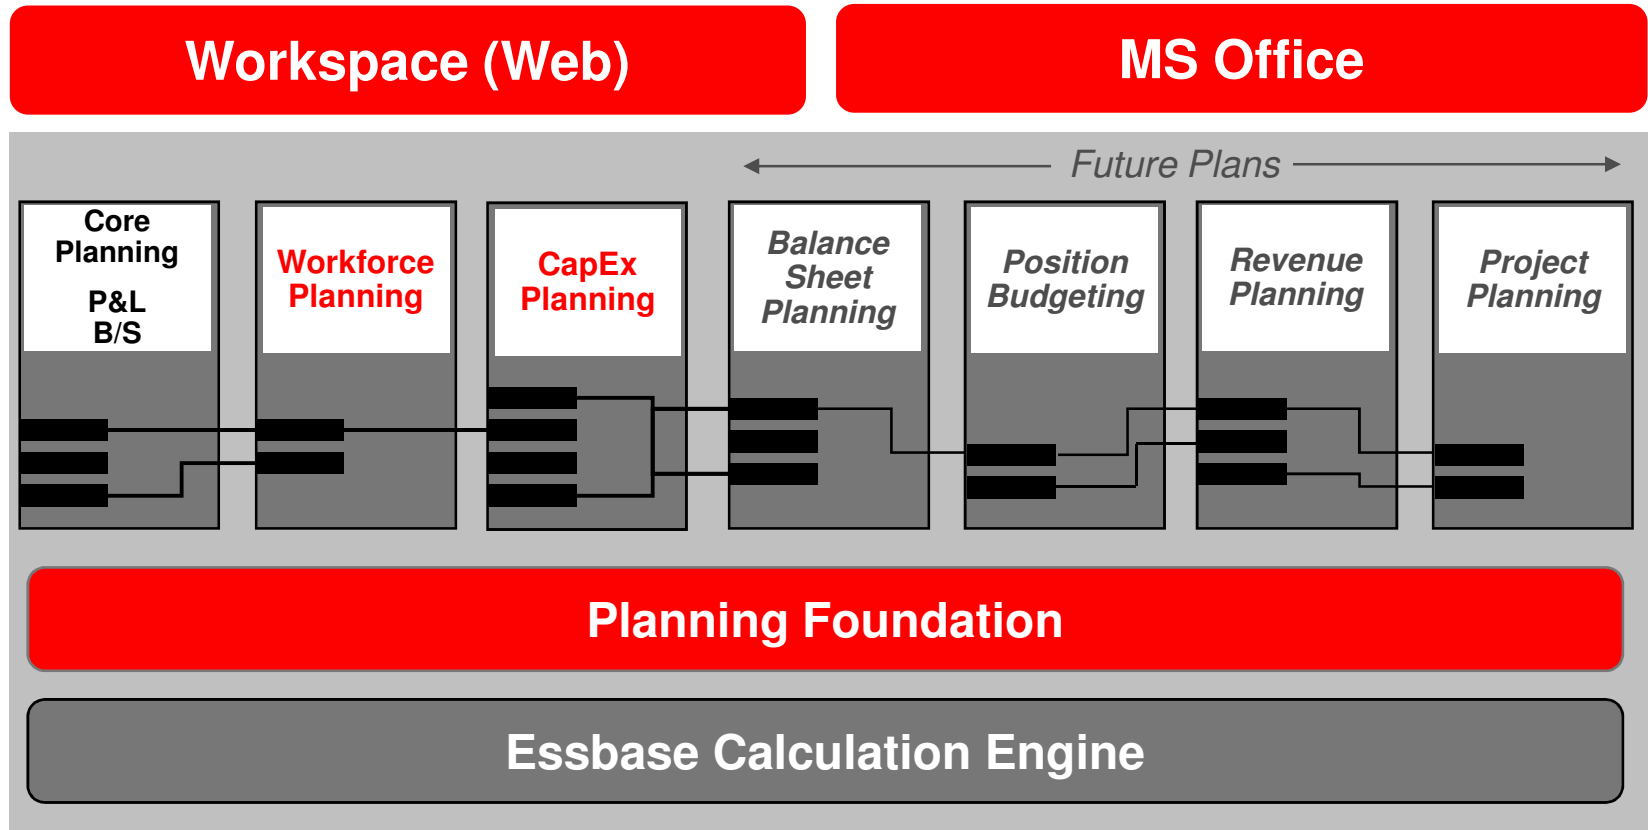 Workspace (Web)
MS Office
Future Plans
Core
Planning
P&L
B/S
Workforce
Planning
CapEx
Planning
Balance
Sheet
Planning
Position
Budgeting
Revenue
Planning
Project
Planning
Planning Foundation
Essbase Calculation Engine